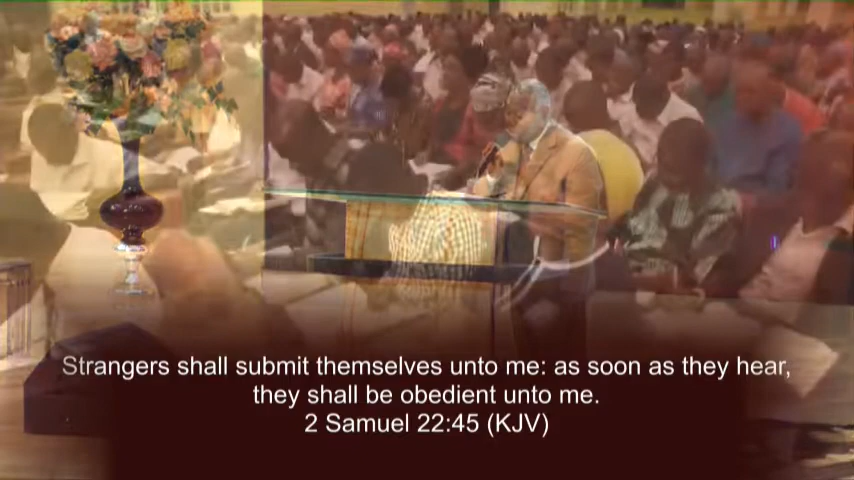 Strangers shall submit themselves unto me: as soon as they hear,
they shall be obedient unto me.
2 Samuel 22:45 (KJV)